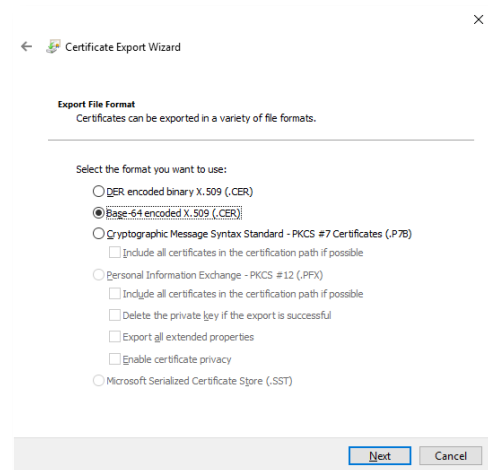 Certificate Export Wizard
Export File Format
Certificates can be exported in a variety of file formats.
Select the format you want to use:
DER encoded binary X.509 (.CER)
Base-64 encoded X.509 (.CER)
Cryptographic Message Syntax Standard - PKCS #7 Certificates (.P7B)
Include all certificates in the certification path if possible
Personal Information Exchange - PKCS #12 (.PFX)
Include all certificates in the certification path if possible
Delete the private key if the export is successful
Export all extended properties
Enable certificate privacy
Microsoft Serialized Certificate Store (.SST)
Next Cancel